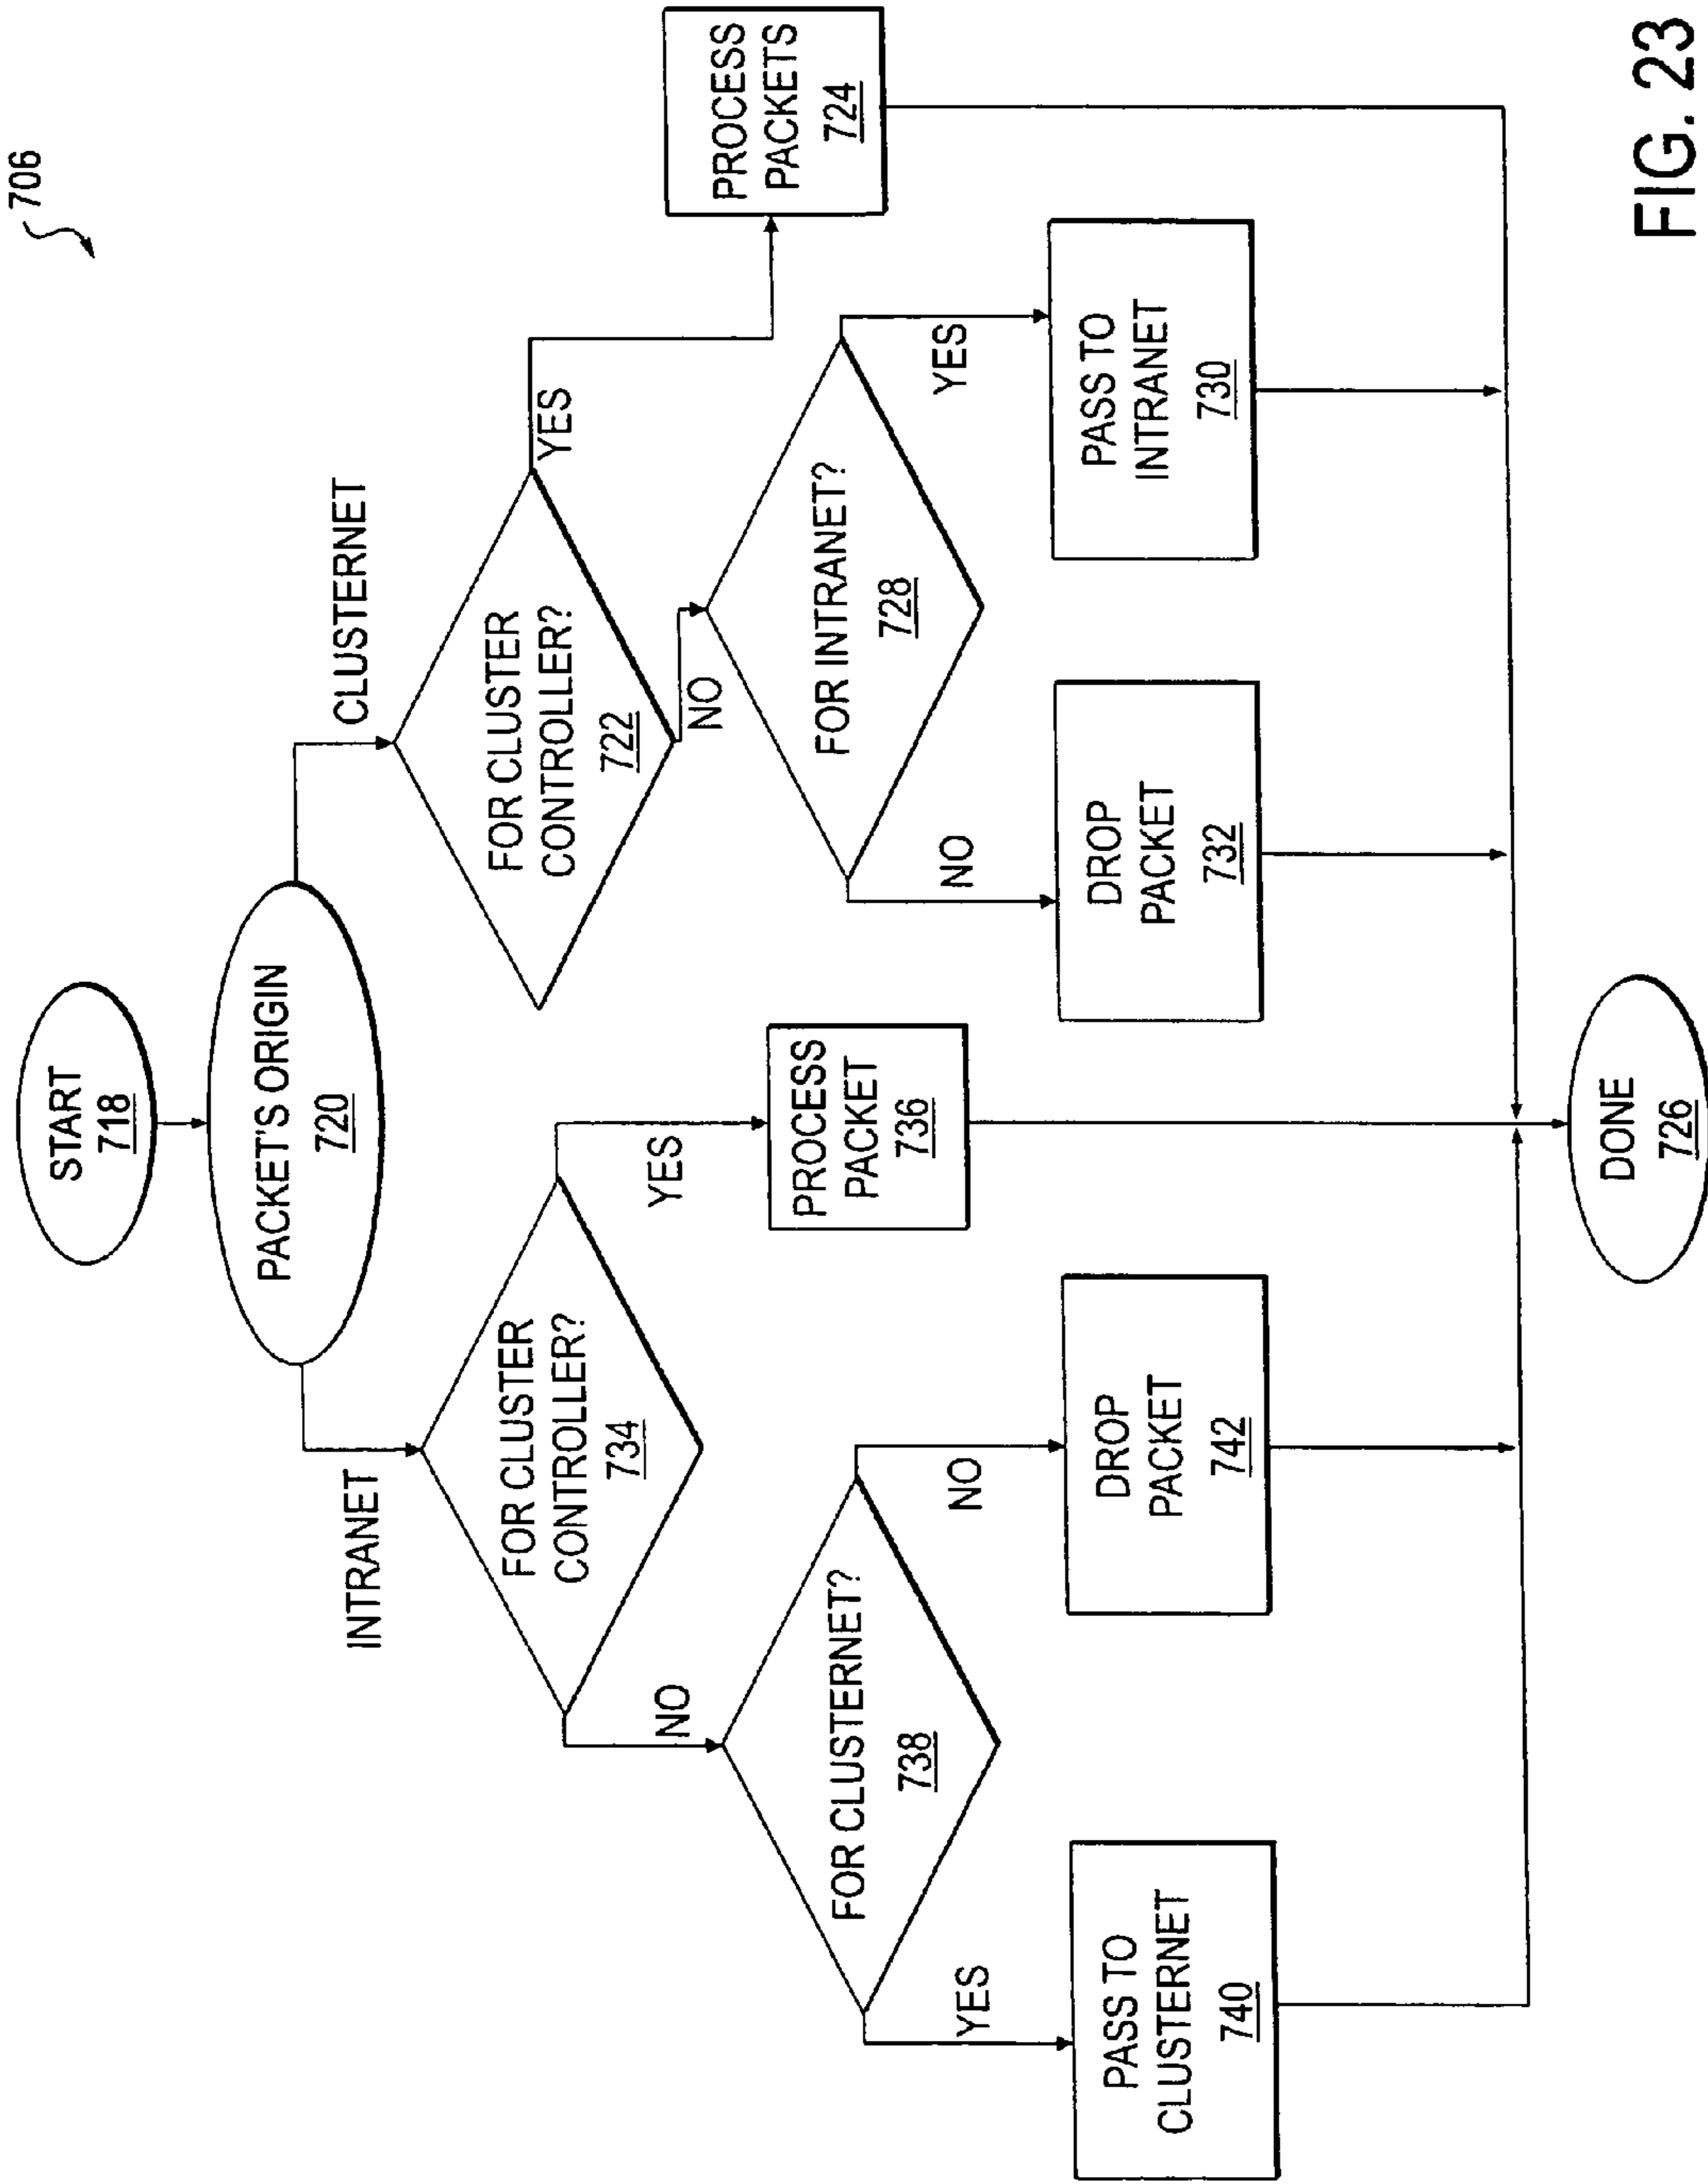 706
START
718
PACKET'S ORIGIN
720
INTRANET
CLUSTERNET
FOR CLUSTER
CONTROLLER?
734
FOR CLUSTER
CONTROLLER?
722
NO
YES
NO
YES
FOR CLUSTERNET?
738
PROCESS
PACKET
736
FOR INTRANET?
728
PROCESS
PACKETS
724
YES
NO
NO
YES
PASS TO
CLUSTERNET
740
DROP
PACKET
742
DROP
PACKET
732
PASS TO
INTRANET
730
DONE
726
FIG. 23